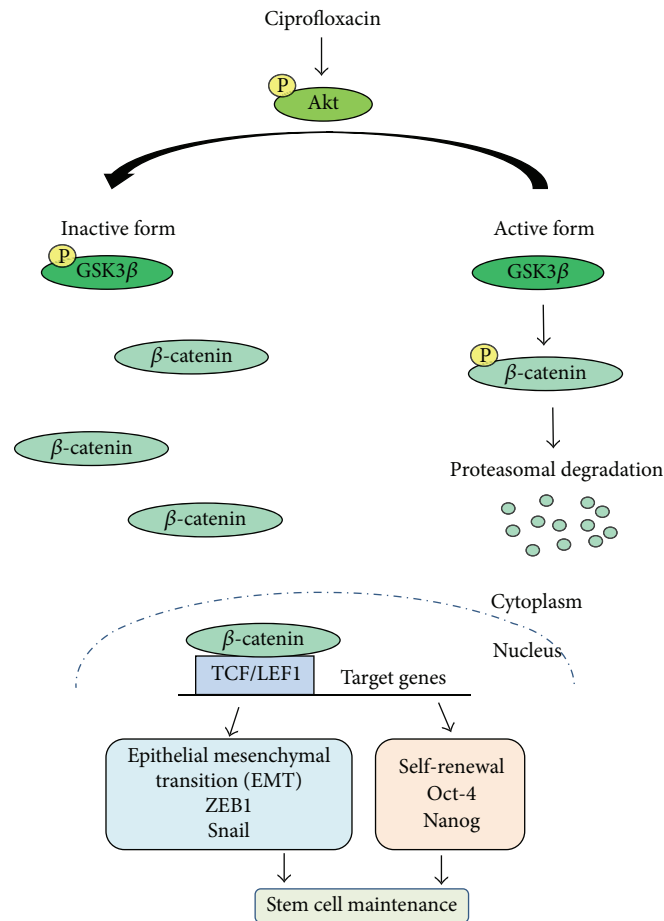 Ciprofloxacin
P
Akt
Inactive form
Active form
P
GSK3β
GSK3β
β-catenin
P
β-catenin
β-catenin
Proteasomal degradation
β-catenin
Cytoplasm
Nucleus
β-catenin
TCF/LEF1
Target genes
Epithelial mesenchymal
transition (EMT)
ZEB1
Snail
Self-renewal
Oct-4
Nanog
Stem cell maintenance